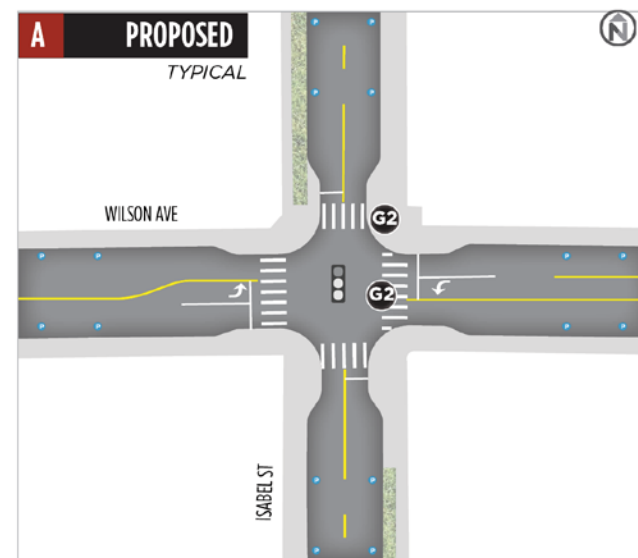 A PROPOSED
TYPICAL
N
P P
P P
WILSON AVE
G2
P P P P
G2
P P P P
ISABEL ST
P P
P P